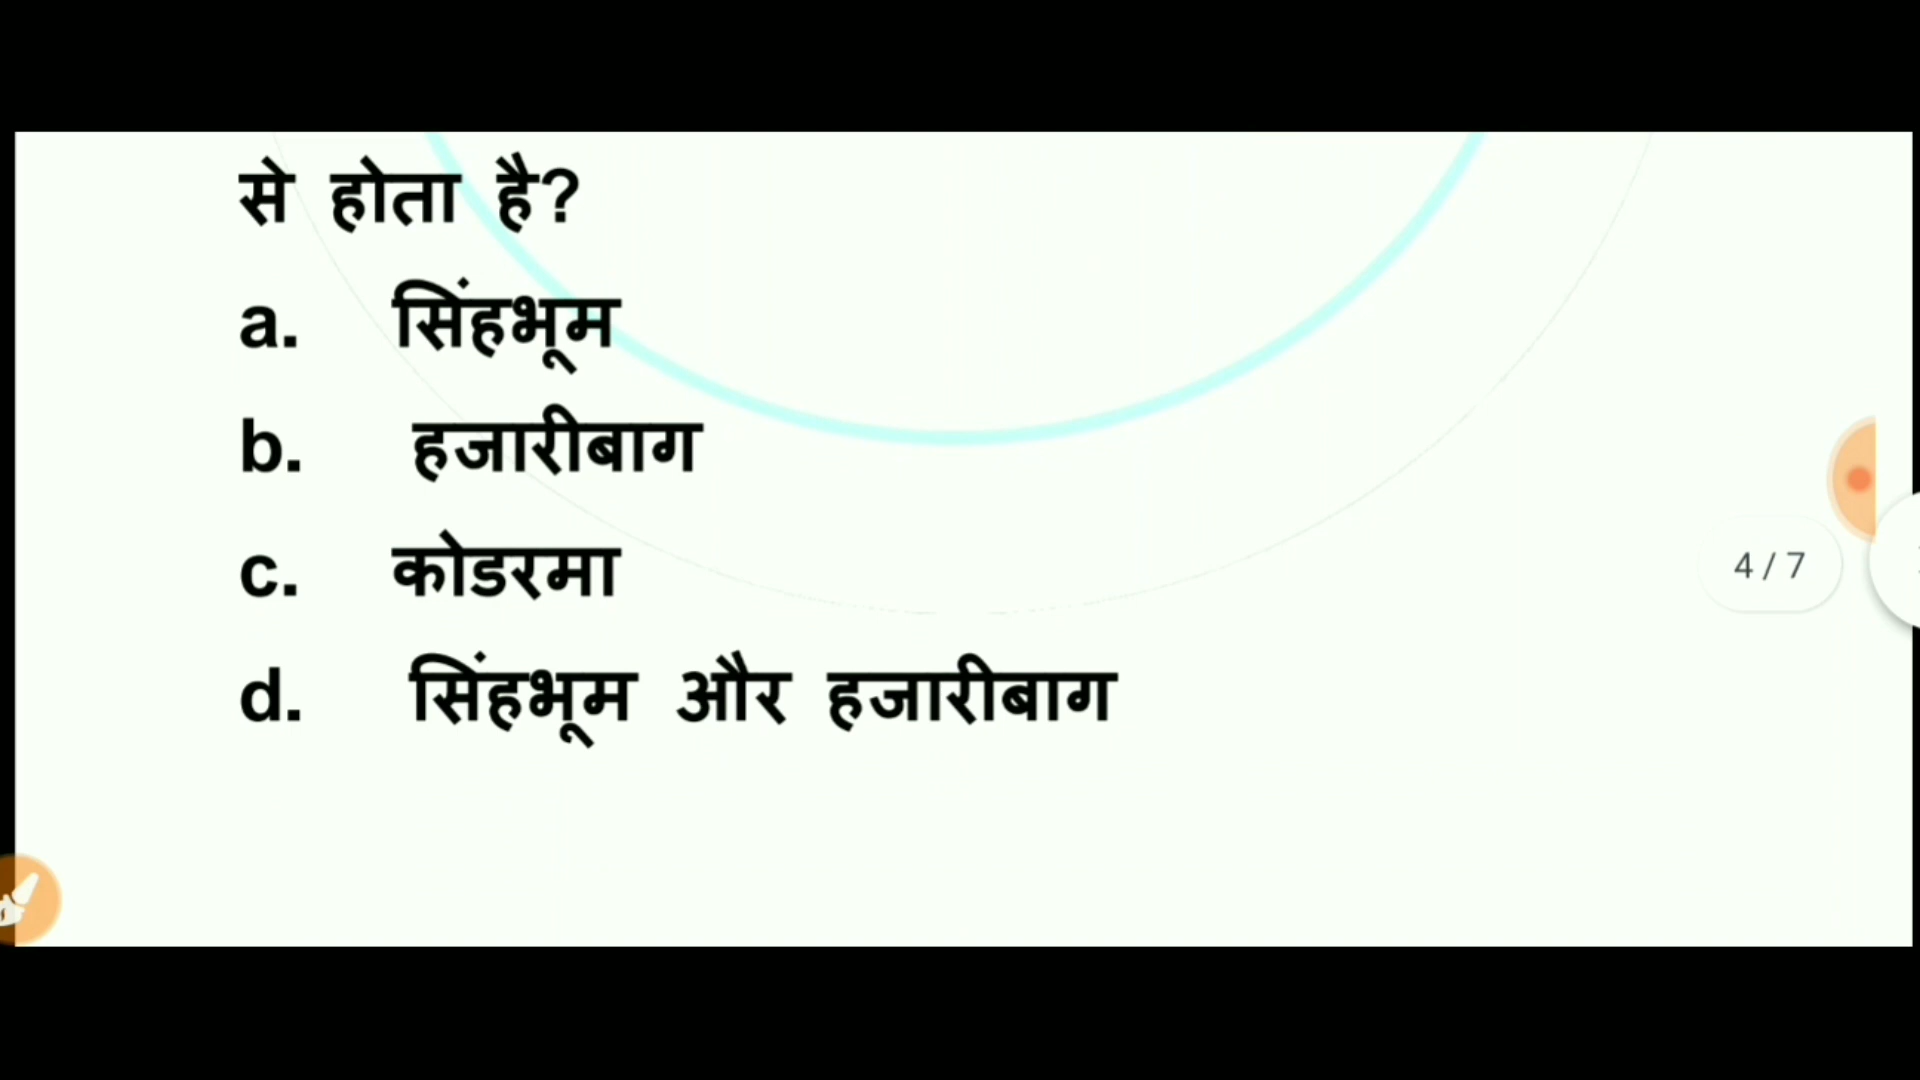 से होता है?
a. सिंहभूम
b. हजारीबाग
c. कोडरमा
d. सिंहभूम और हजारीबाग
4 / 7